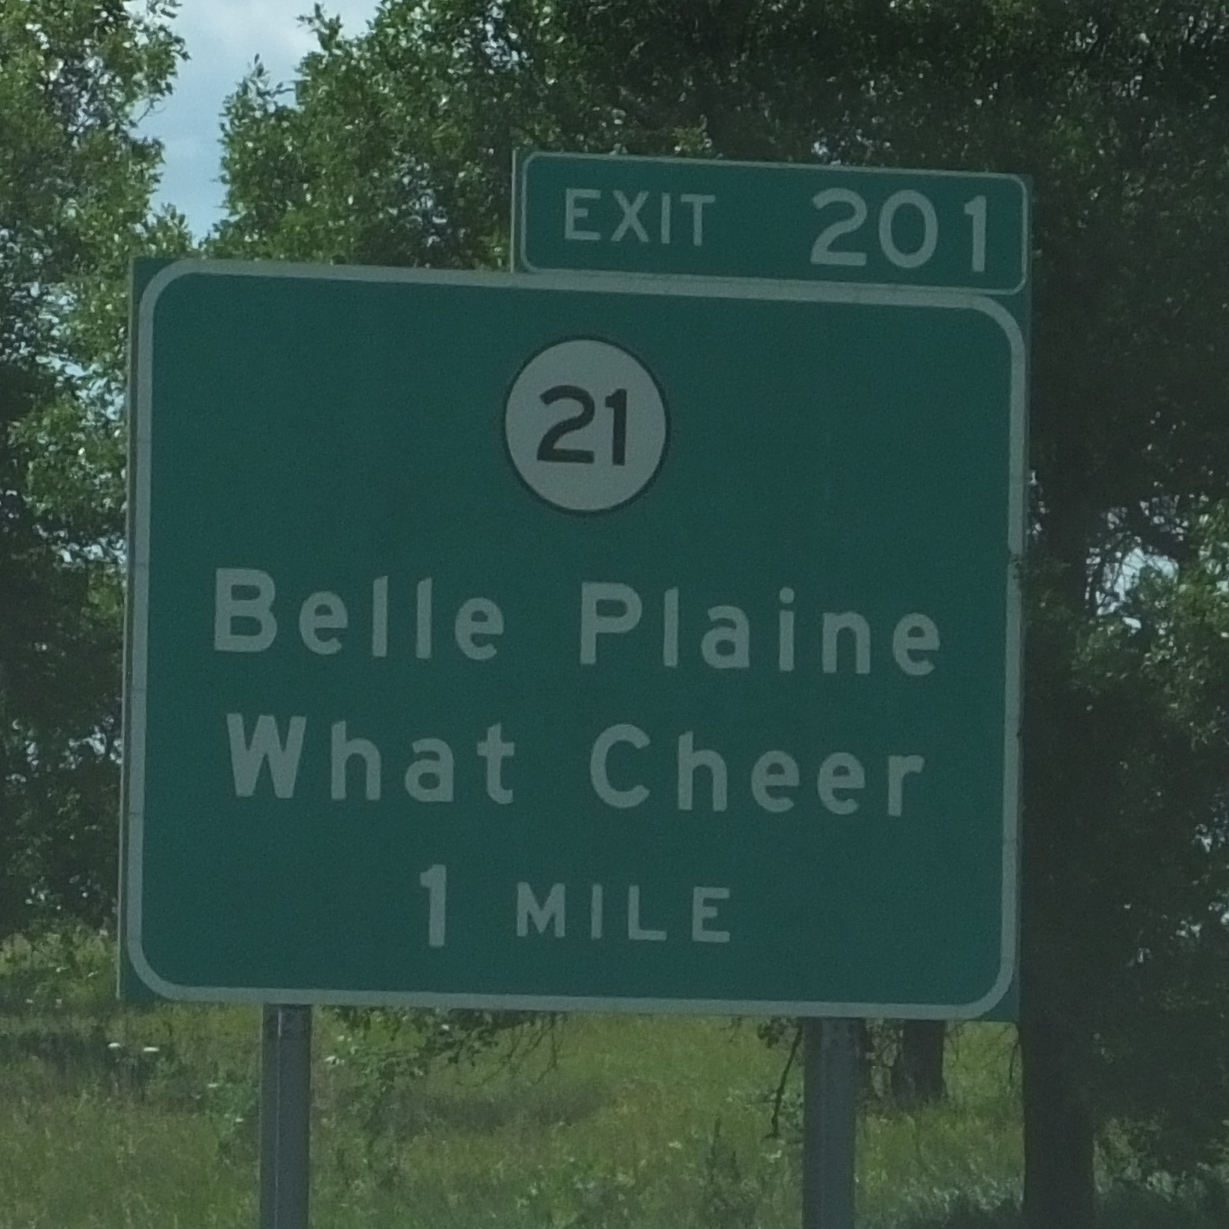 EXIT 201
21
Belle Plaine
What Cheer
1 MILE